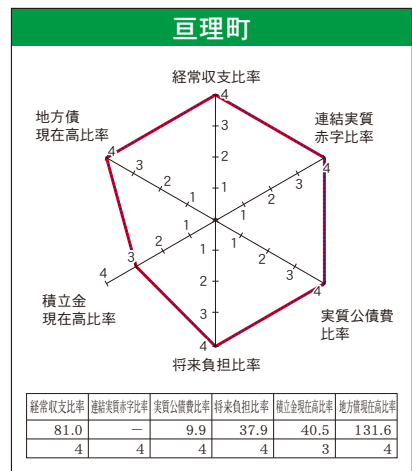 亘理町
経常収支比率
地方債
現在高比率
連結実質
赤字比率
4
3
2
1
4
3
2
1
4
3
2
1
1
2
3
4
1
2
3
4
1
2
3
4
積立金
現在高比率
実質公債費
比率
将来負担比率
経常収支比率 連結実質赤字比率 実質公債費比率 将来負担比率 積立金現在高比率 地方債現在高比率
81.0 － 9.9 37.9 40.5 131.6
4 4 4 4 3 4